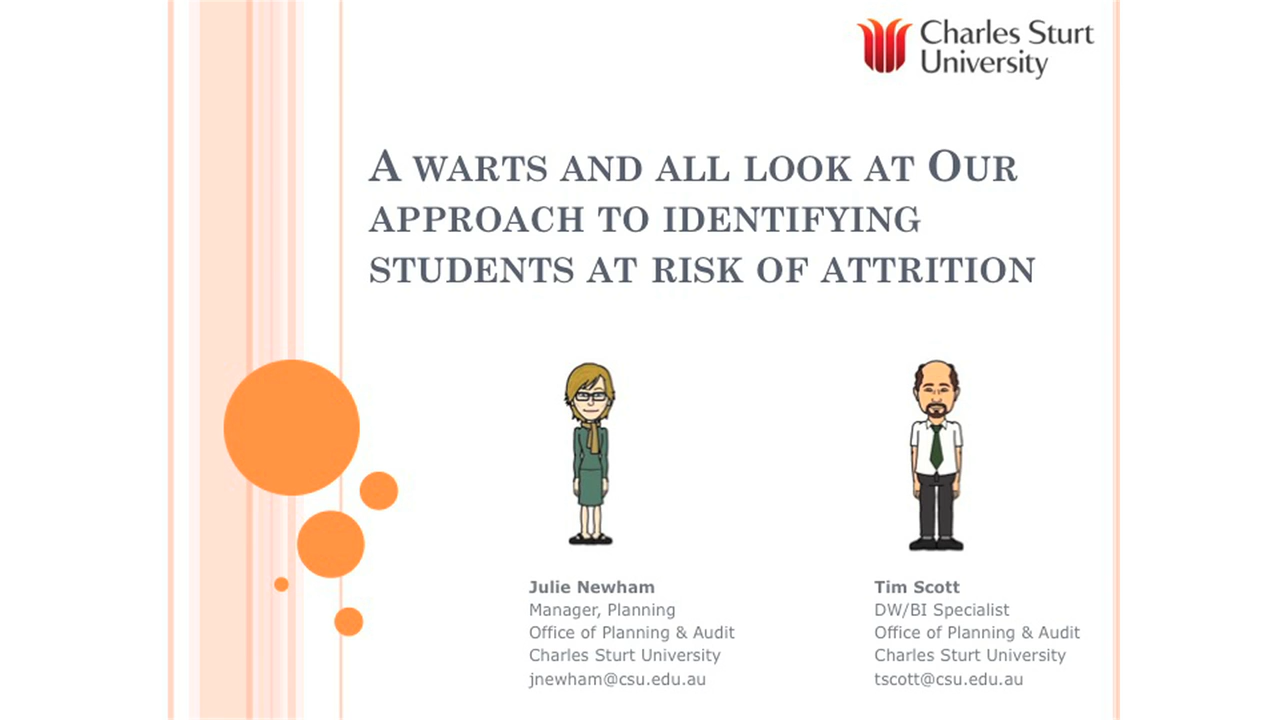 Charles Sturt
University
A WARTS AND ALL LOOK AT OUR
APPROACH TO IDENTIFYING
STUDENTS AT RISK OF ATTRITION
Julie Newham
Manager, Planning
Office of Planning & Audit
Charles Sturt University
jnewham@csu.edu.au
Tim Scott
DW/BI Specialist
Office of Planning & Audit
Charles Sturt University
tscott@csu.edu.au